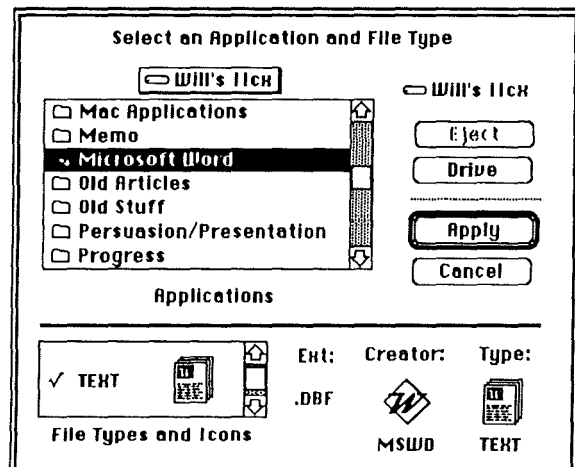 Select an Application and File Type
Will's IIcx
Will's IIcx
Mac Applications
Memo
Microsoft Word
Old Articles
Old Stuff
Persuasion/Presentation
Progress
Applications
Eject
Drive
Apply
Cancel
√ TEXT
File Types and Icons
Ext: Creator: Type:
.DBF
W
MSWD TEXT